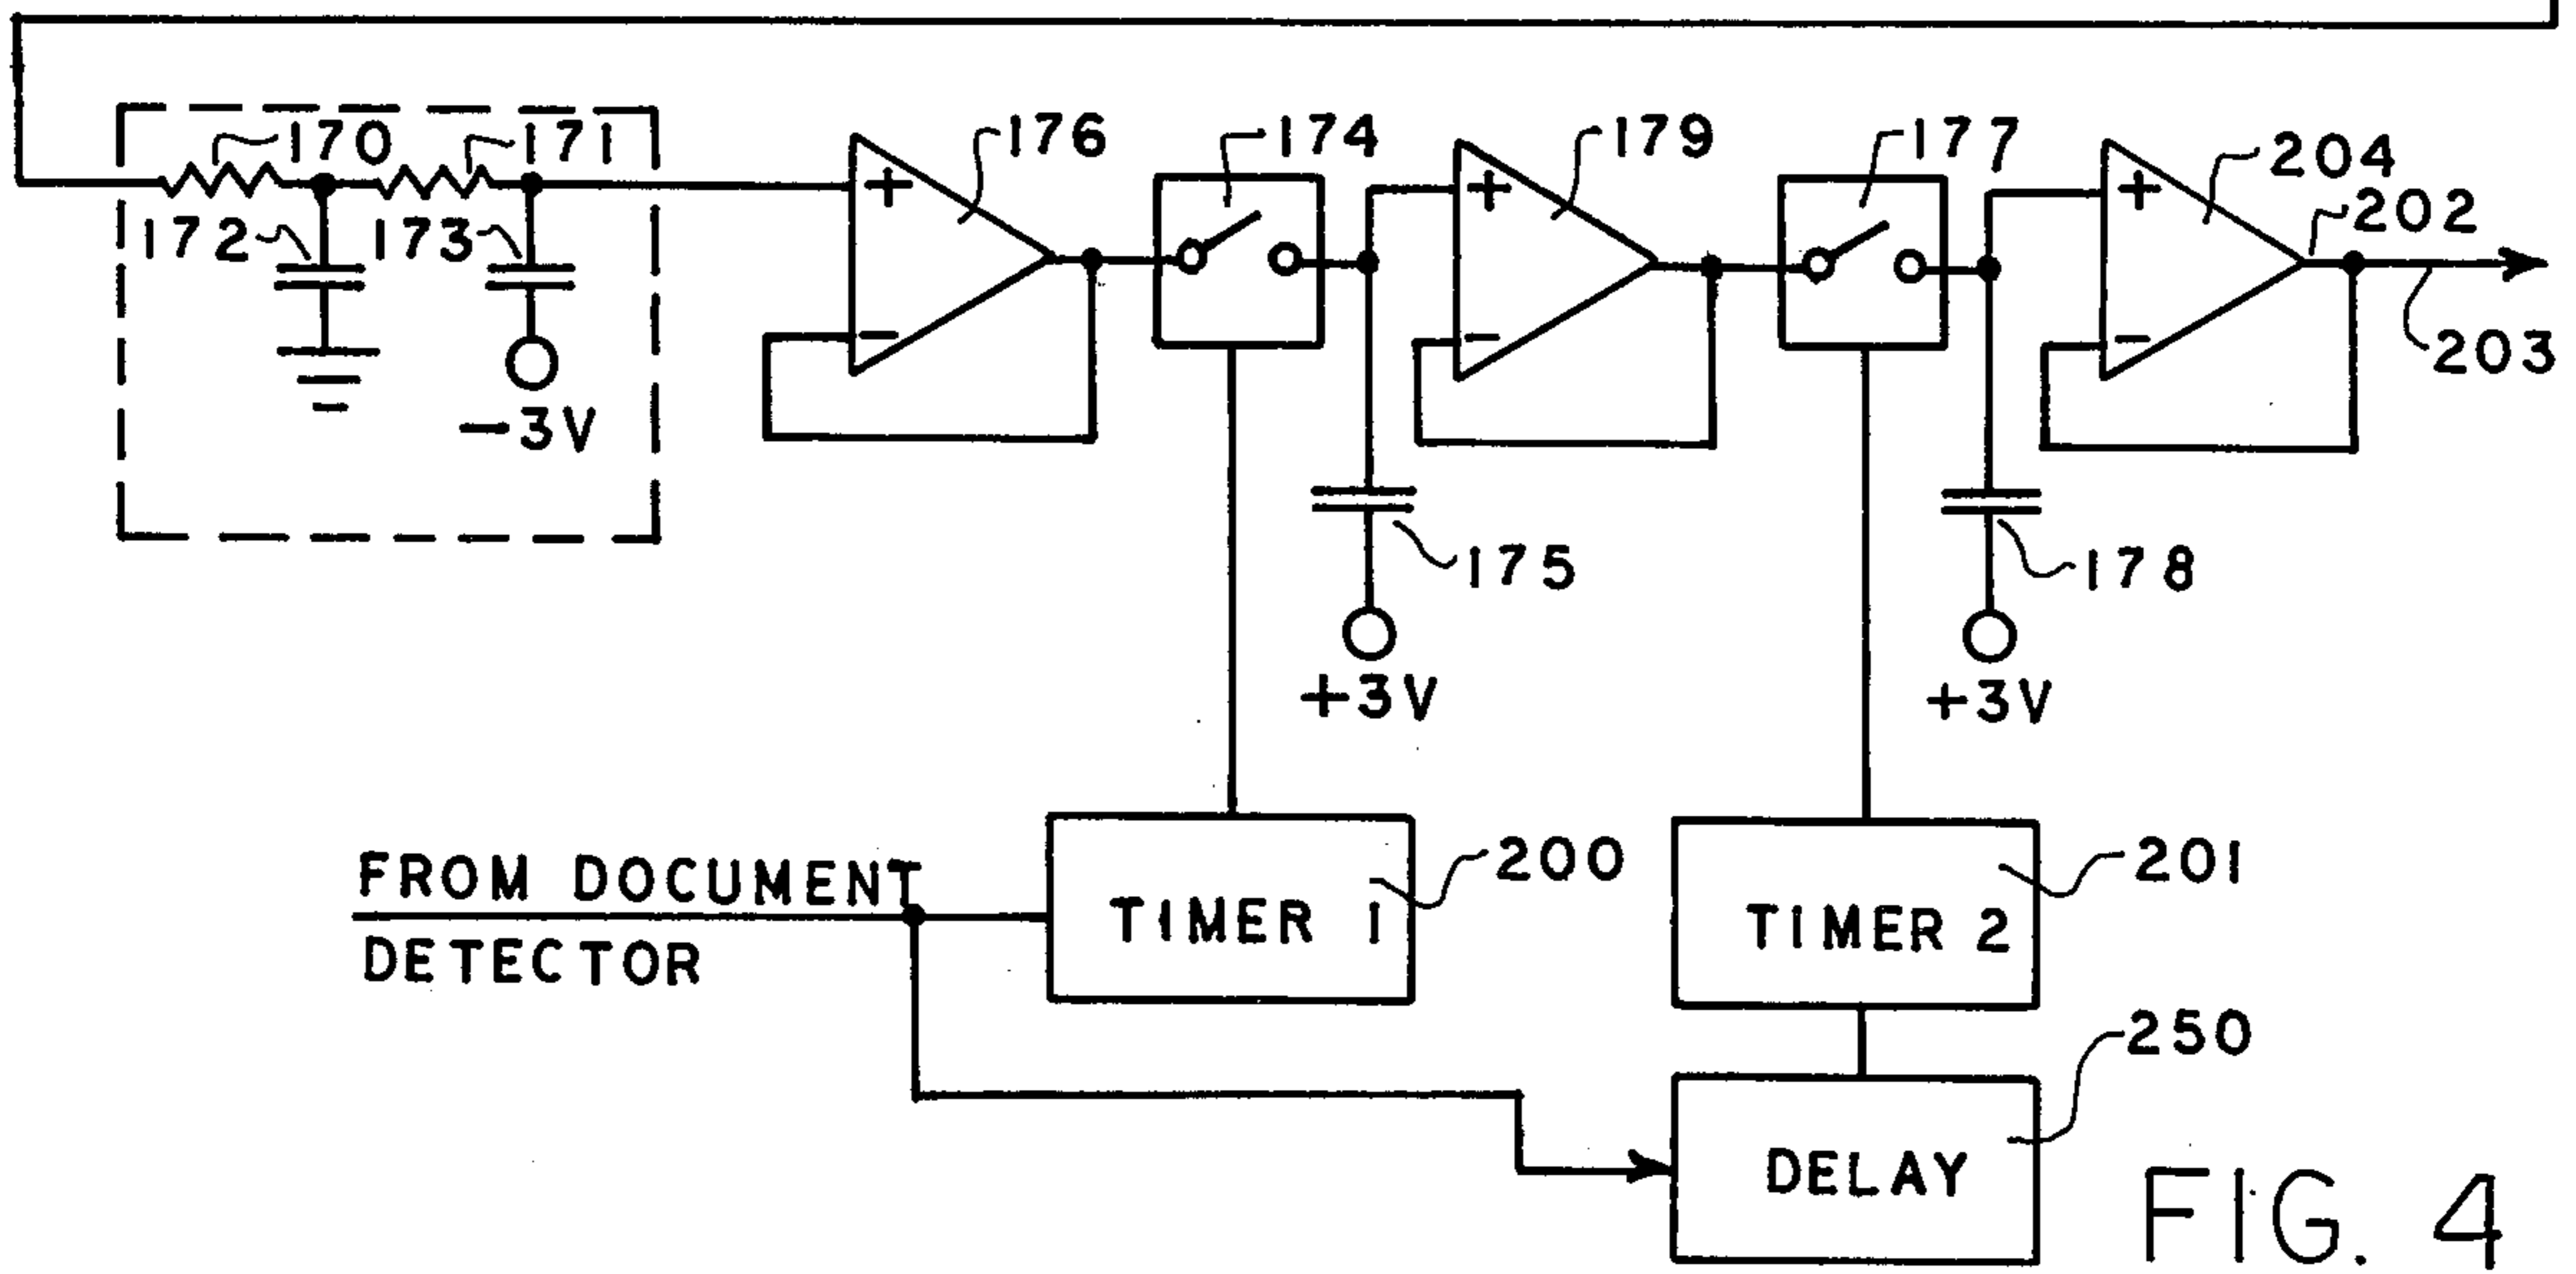 170
171
176
174
179
177
204
202
172
173
203
+
+
+
−
−
−
−3V
175
178
+3V
+3V
FROM DOCUMENT
DETECTOR
TIMER 1
200
TIMER 2
201
250
DELAY
FIG. 4